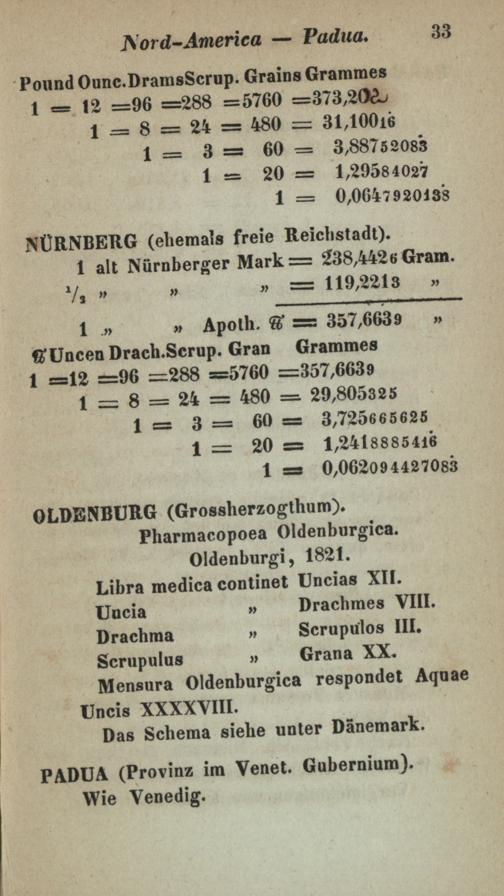 Nord-America — Padua. 33
Pound Ounc. Drams Scrup. Grains Grammes
1 = 12 = 96 = 288 = 5760 = 373,202
1 = 8 = 24 = 480 = 31,10016̇
1 = 3 = 60 = 3,88752083̇
1 = 20 = 1,29584027̇
1 = 0,0647920138̇
NÜRNBERG (ehemals freie Reichstadt).
1 alt Nürnberger Mark = 238,4426 Gram.
½ „ „ „ = 119,2213 „
1 „ „ Apoth. ℔ = 357,6639 „
℔ Uncen Drach. Scrup. Gran Grammes
1 = 12 = 96 = 288 = 5760 = 357,6639
1 = 8 = 24 = 480 = 29,805325
1 = 3 = 60 = 3,725665625
1 = 20 = 1,2418885416̇
1 = 0,062094427083̇
OLDENBURG (Grossherzogthum).
Pharmacopoea Oldenburgica.
Oldenburgi, 1821.
Libra medica continet Uncias XII.
Uncia „ Drachmes VIII.
Drachma „ Scrupulos III.
Scrupulus „ Grana XX.
Mensura Oldenburgica respondet Aquae
Uncis XXXXVIII.
Das Schema siehe unter Dänemark.
PADUA (Provinz im Venet. Gubernium).
Wie Venedig.